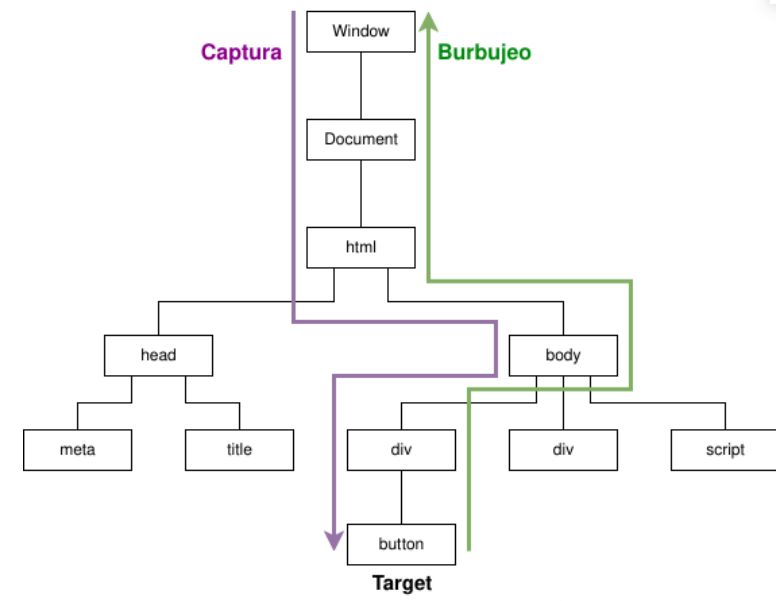 Window
Captura
Burbujeo
Document
html
head
body
meta
title
div
div
script
button
Target